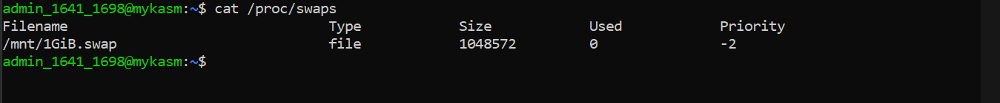 admin_1641_1698@mykasm:~$ cat /proc/swaps
Filename Type Size Used Priority
/mnt/1GiB.swap file 1048572 0 -2
admin_1641_1698@mykasm:~$